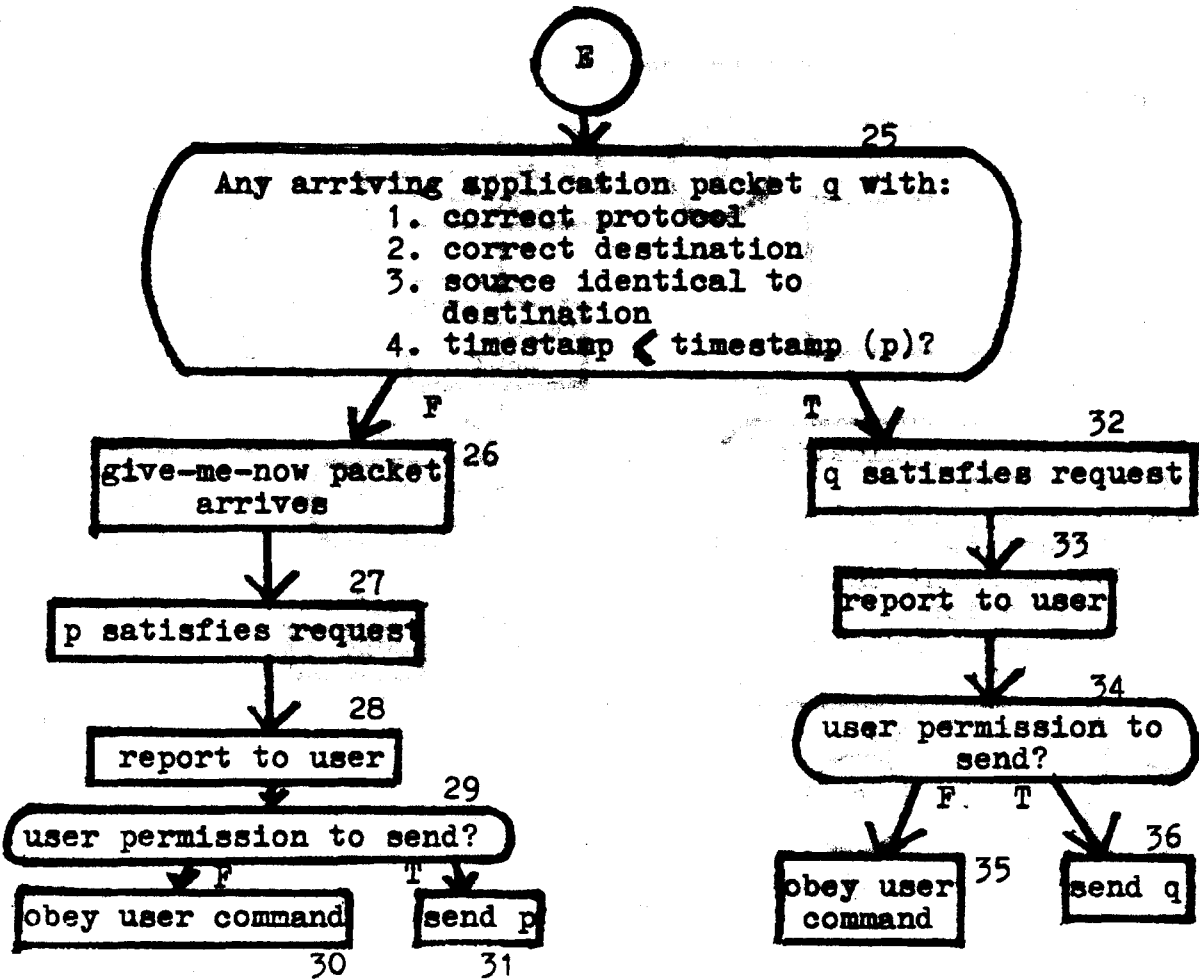 E
25
Any arriving application packet q with:
1. correct protocol
2. correct destination
3. source identical to
destination
4. timestamp < timestamp (p)?
F
T
26
give-me-now packet
arrives
27
p satisfies request
28
report to user
29
user permission to send?
F
T
obey user command
30
send p
31
32
q satisfies request
33
report to user
34
user permission to
send?
F.
T
obey user
command
35
36
send q